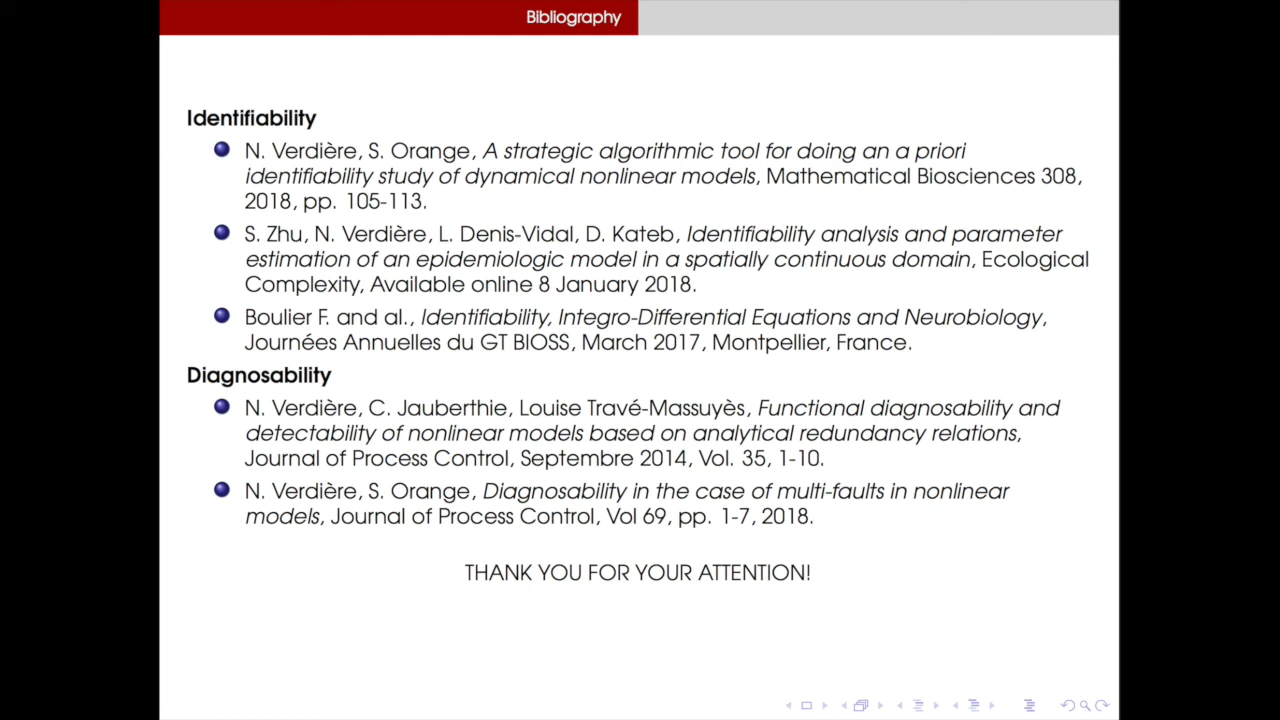 Bibliography
Identifiability
N. Verdière, S. Orange, A strategic algorithmic tool for doing an a priori
identifiability study of dynamical nonlinear models, Mathematical Biosciences 308,
2018, pp. 105-113.
S. Zhu, N. Verdière, L. Denis-Vidal, D. Kateb, Identifiability analysis and parameter
estimation of an epidemiologic model in a spatially continuous domain, Ecological
Complexity, Available online 8 January 2018.
Boulier F. and al., Identifiability, Integro-Differential Equations and Neurobiology,
Journées Annuelles du GT BIOSS, March 2017, Montpellier, France.
Diagnosability
N. Verdière, C. Jauberthie, Louise Travé-Massuyès, Functional diagnosability and
detectability of nonlinear models based on analytical redundancy relations,
Journal of Process Control, Septembre 2014, Vol. 35, 1-10.
N. Verdière, S. Orange, Diagnosability in the case of multi-faults in nonlinear
models, Journal of Process Control, Vol 69, pp. 1-7, 2018.
THANK YOU FOR YOUR ATTENTION!